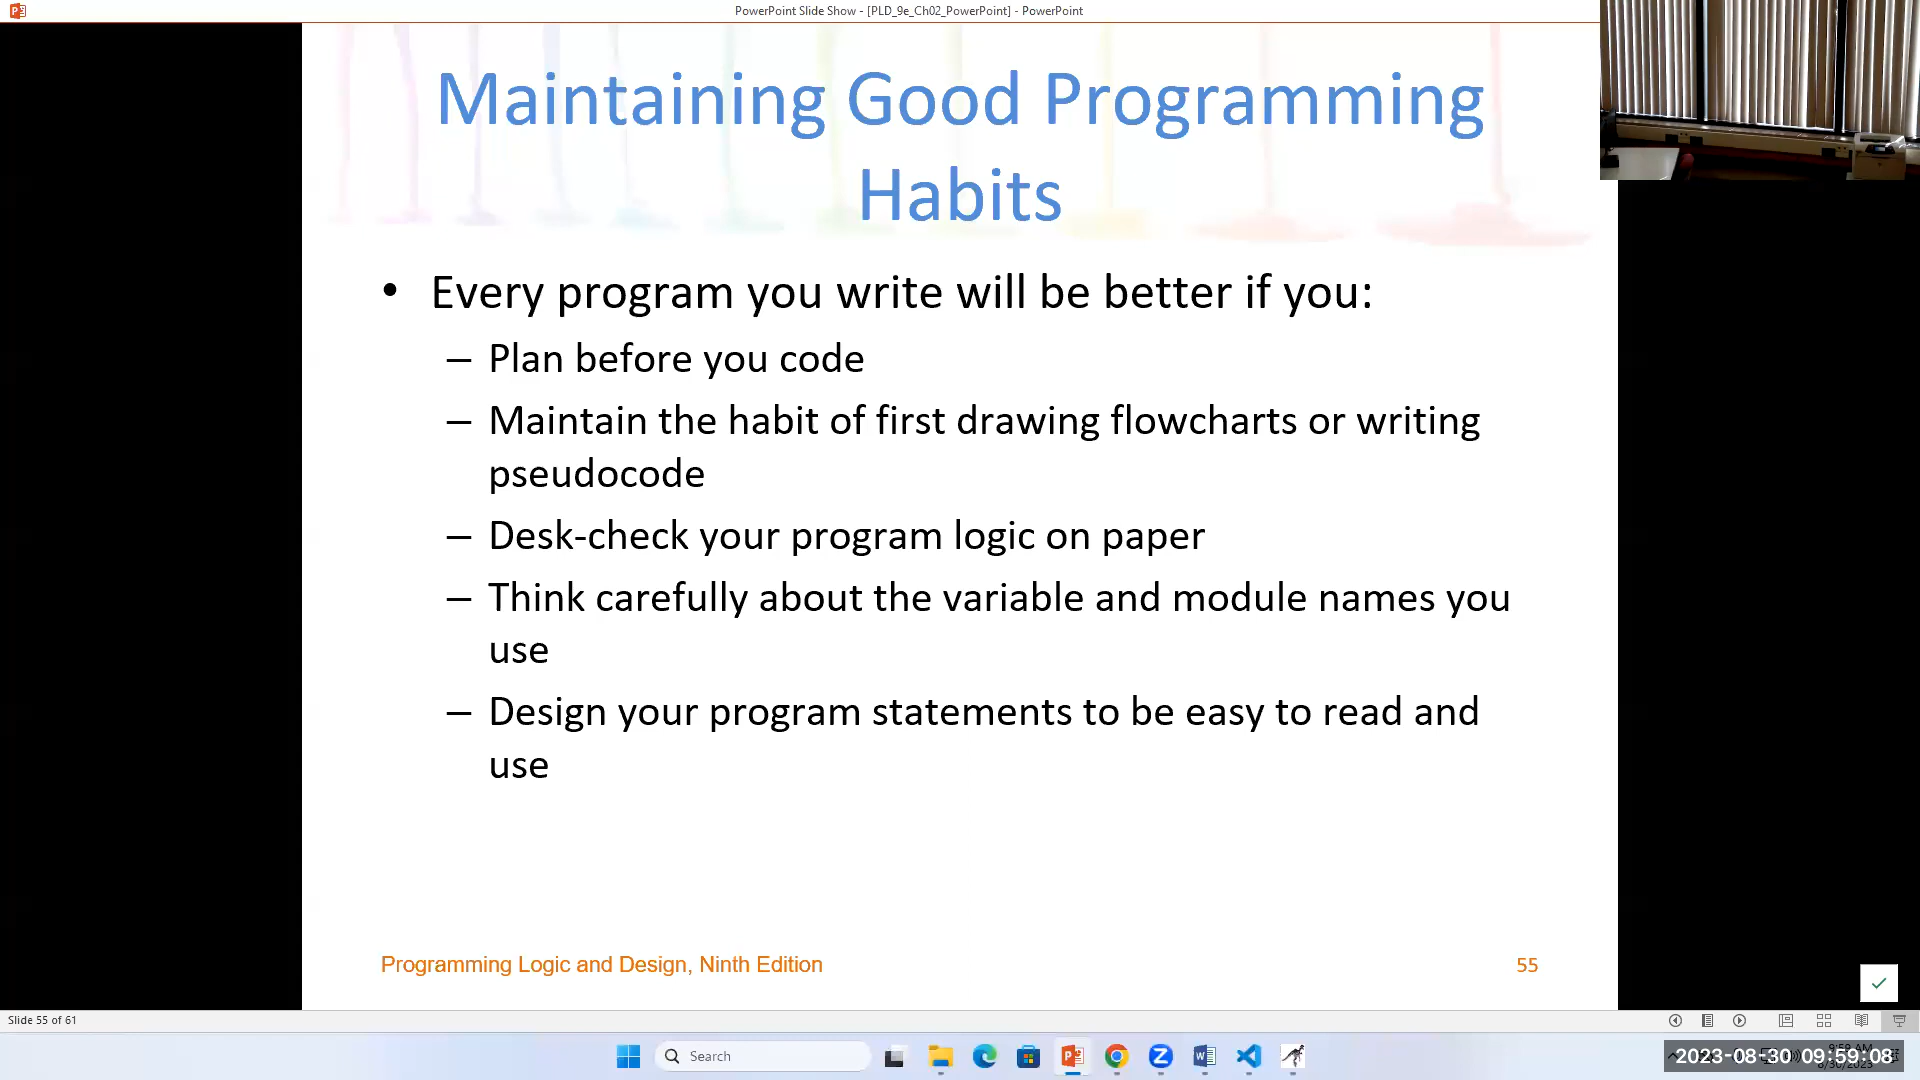 PowerPoint Slide Show - [PLD_9e_Ch02_PowerPoint] - PowerPoint
Maintaining Good Programming
Habits
• Every program you write will be better if you:
– Plan before you code
– Maintain the habit of first drawing flowcharts or writing
pseudocode
– Desk-check your program logic on paper
– Think carefully about the variable and module names you
use
– Design your program statements to be easy to read and
use
Programming Logic and Design, Ninth Edition
55
Slide 55 of 61
Search
2023-08-30 09:59:08